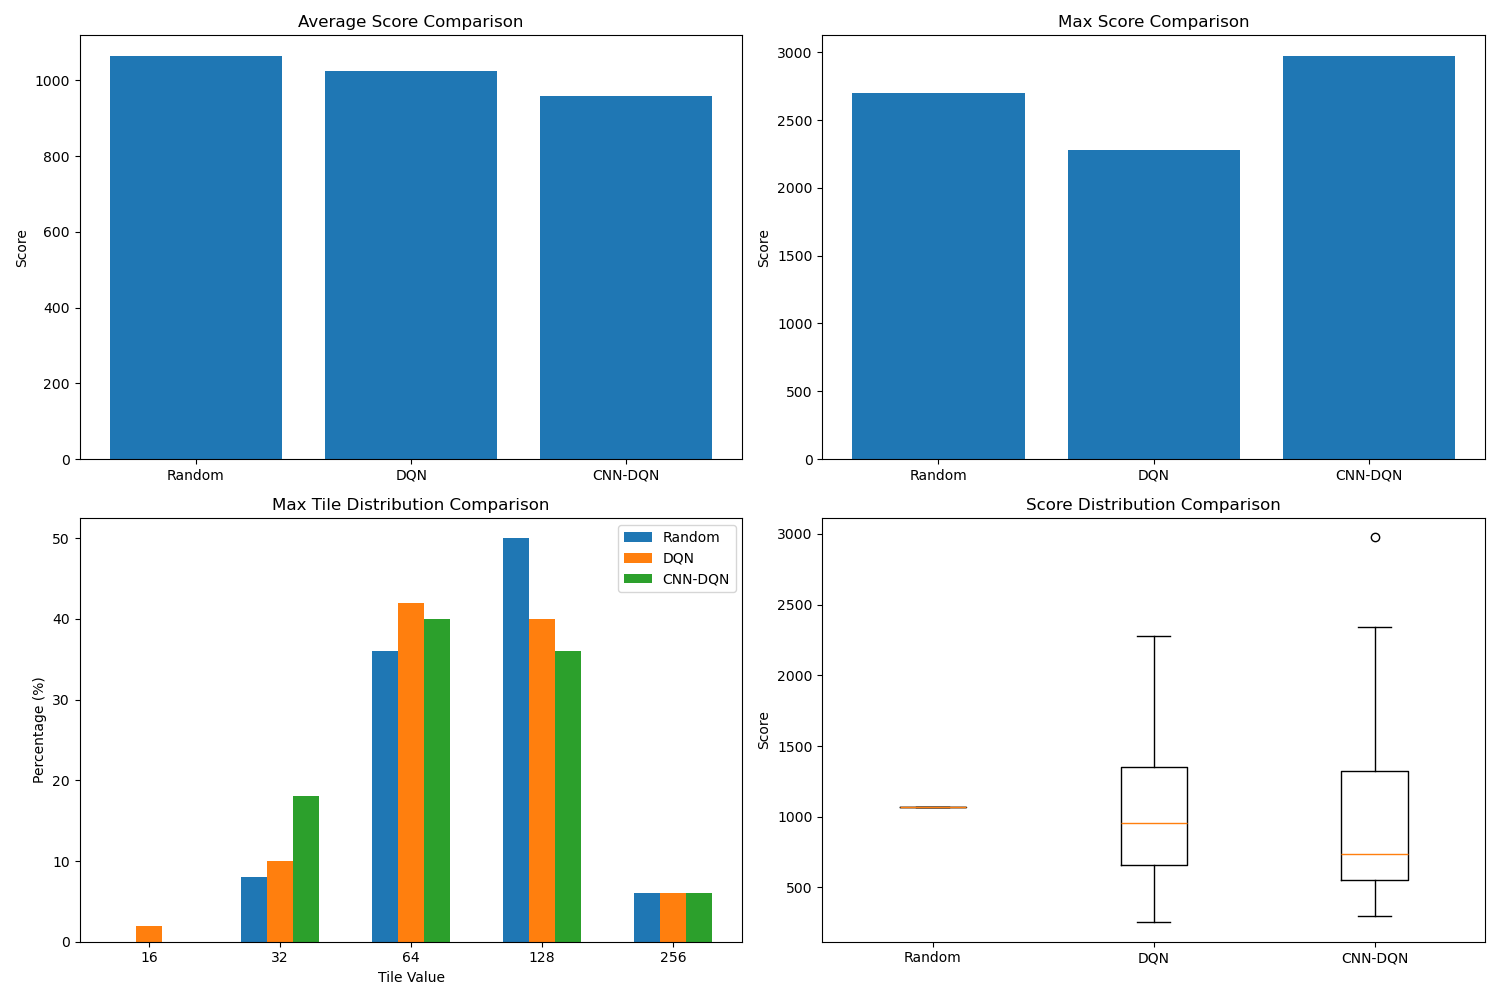 Average Score Comparison
Score
1000
800
600
400
200
0
Random DQN CNN-DQN
Max Score Comparison
Score
3000
2500
2000
1500
1000
500
0
Random DQN CNN-DQN
Max Tile Distribution Comparison
Percentage (%)
50
40
30
20
10
0
Random
DQN
CNN-DQN
16 32 64 128 256
Tile Value
Score Distribution Comparison
Score
3000
2500
2000
1500
1000
500
Random DQN CNN-DQN